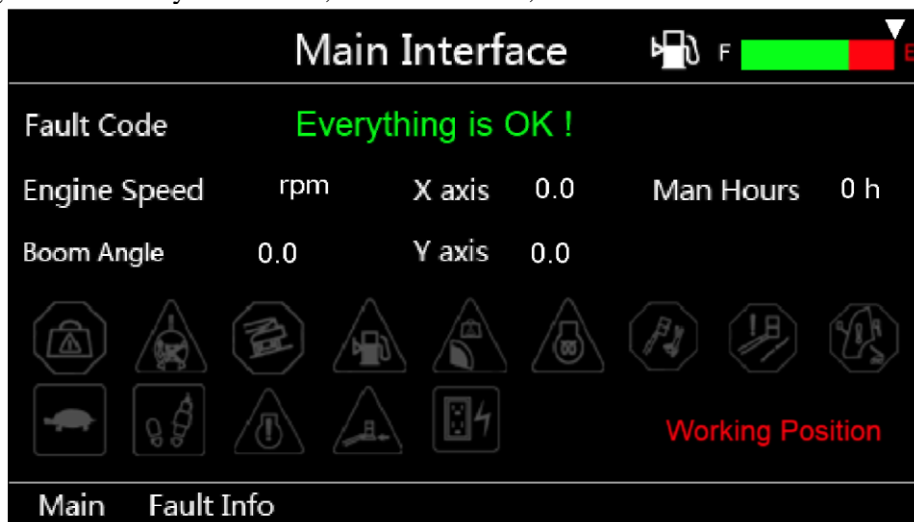 Main Interface F E
Fault Code Everything is OK !
Engine Speed rpm X axis 0.0 Man Hours 0 h
Boom Angle 0.0 Y axis 0.0
Working Position
Main Fault Info